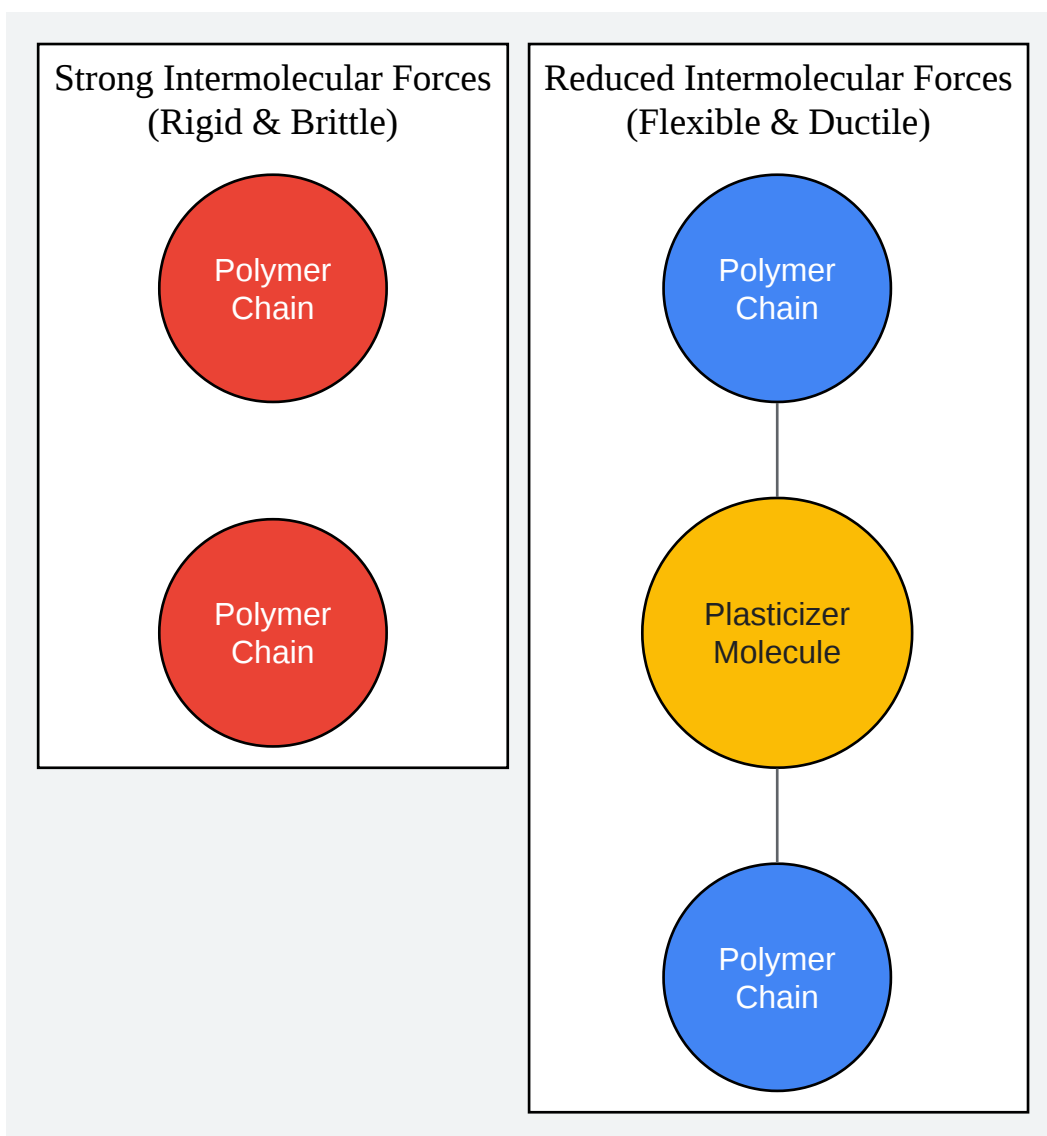 Strong Intermolecular Forces
(Rigid & Brittle)
Polymer
Chain
Polymer
Chain
Reduced Intermolecular Forces
(Flexible & Ductile)
Polymer
Chain
Plasticizer
Molecule
Polymer
Chain